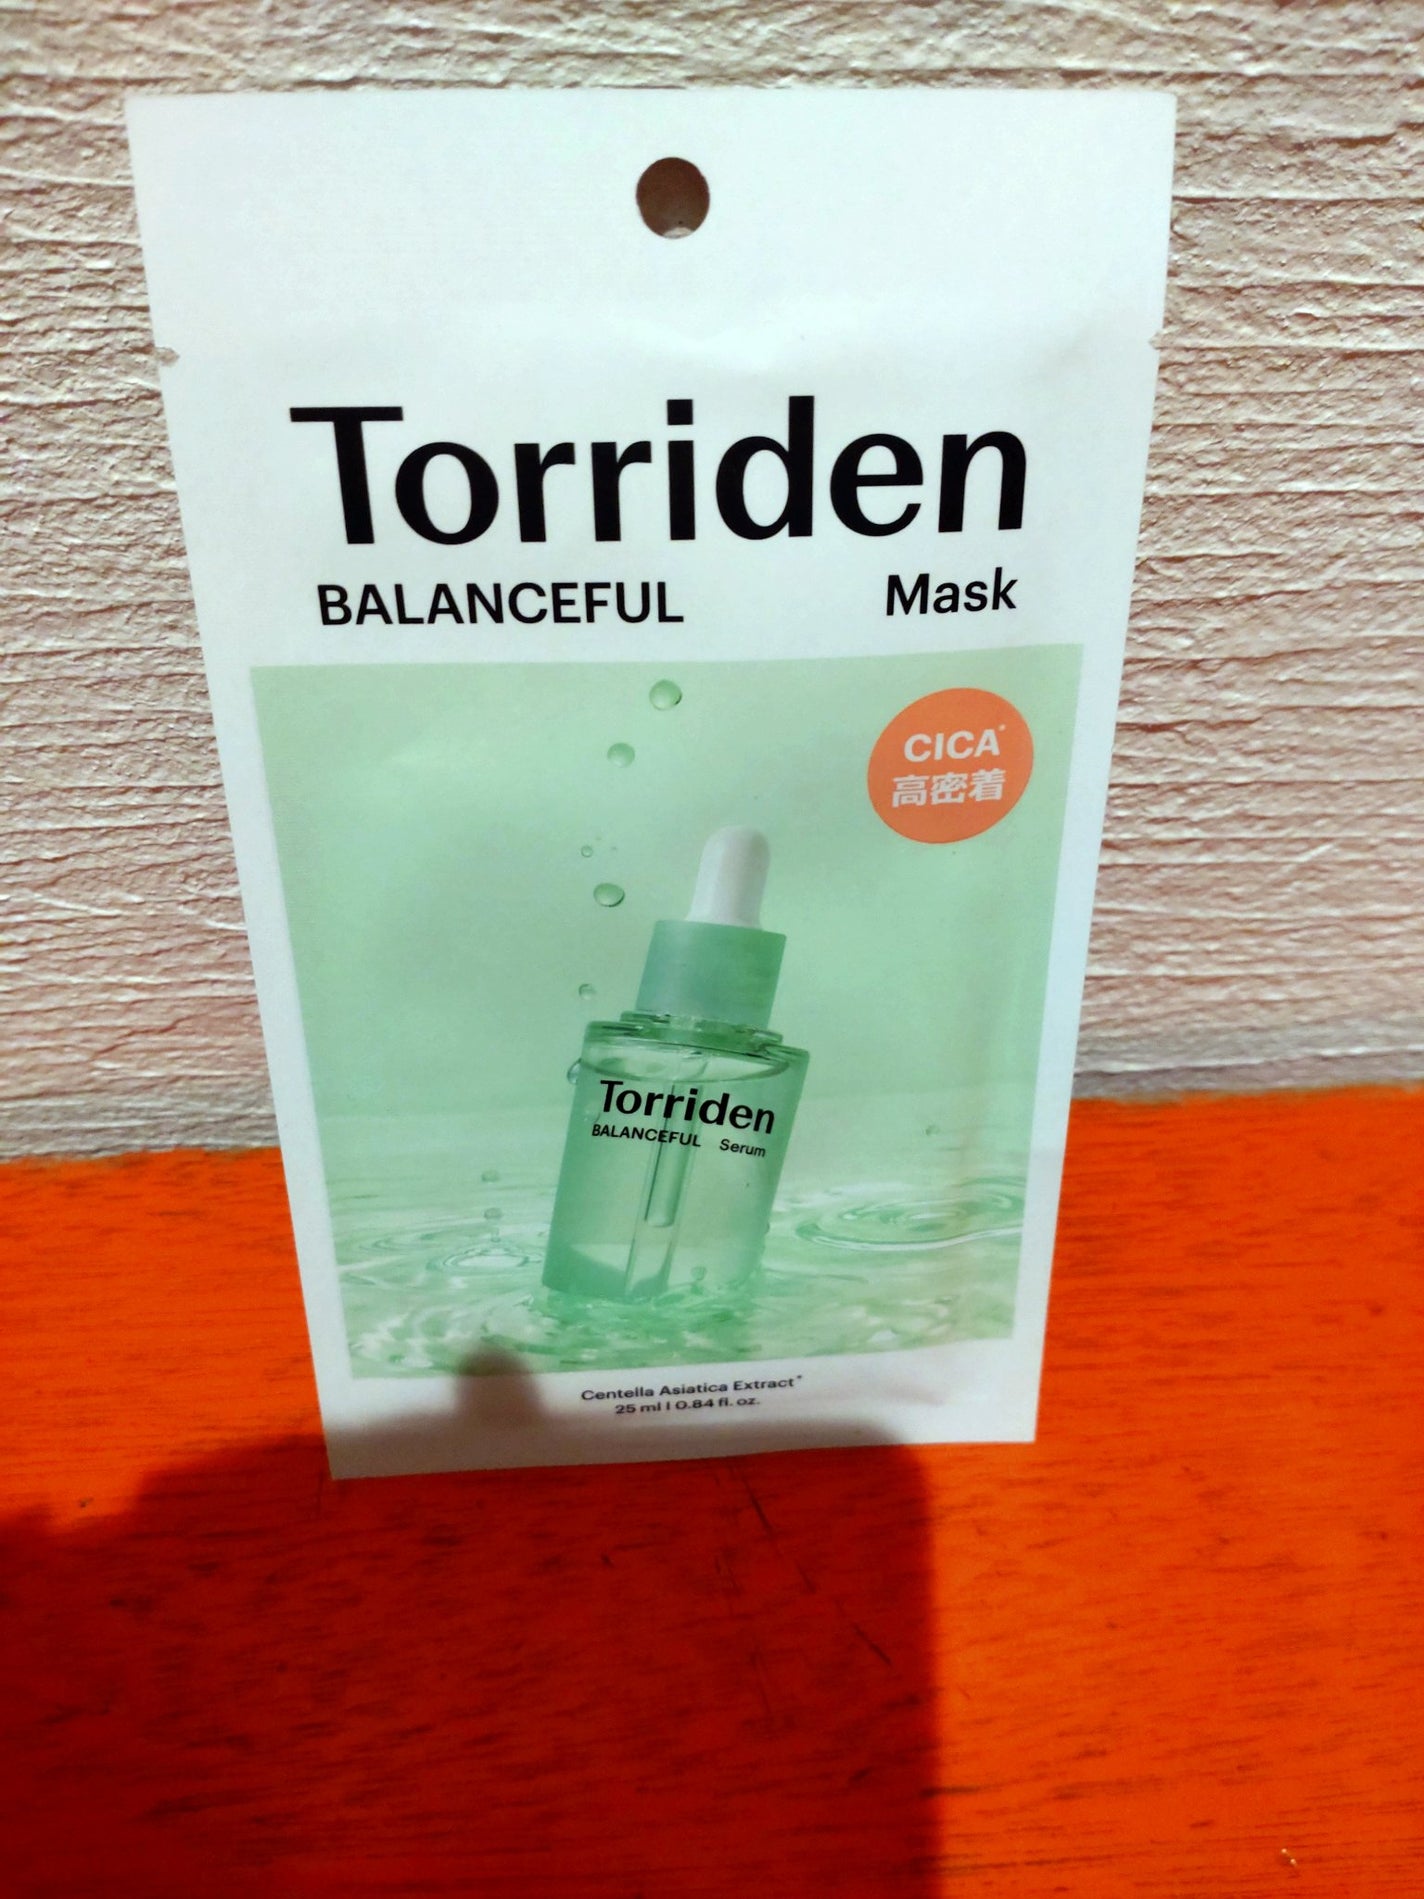 Torriden
BALANCEFUL Mask
CICA*
高密着
Torriden
BALANCEFUL Serum
Centella Asiatica Extract*
25 ml | 0.84 fl. oz.